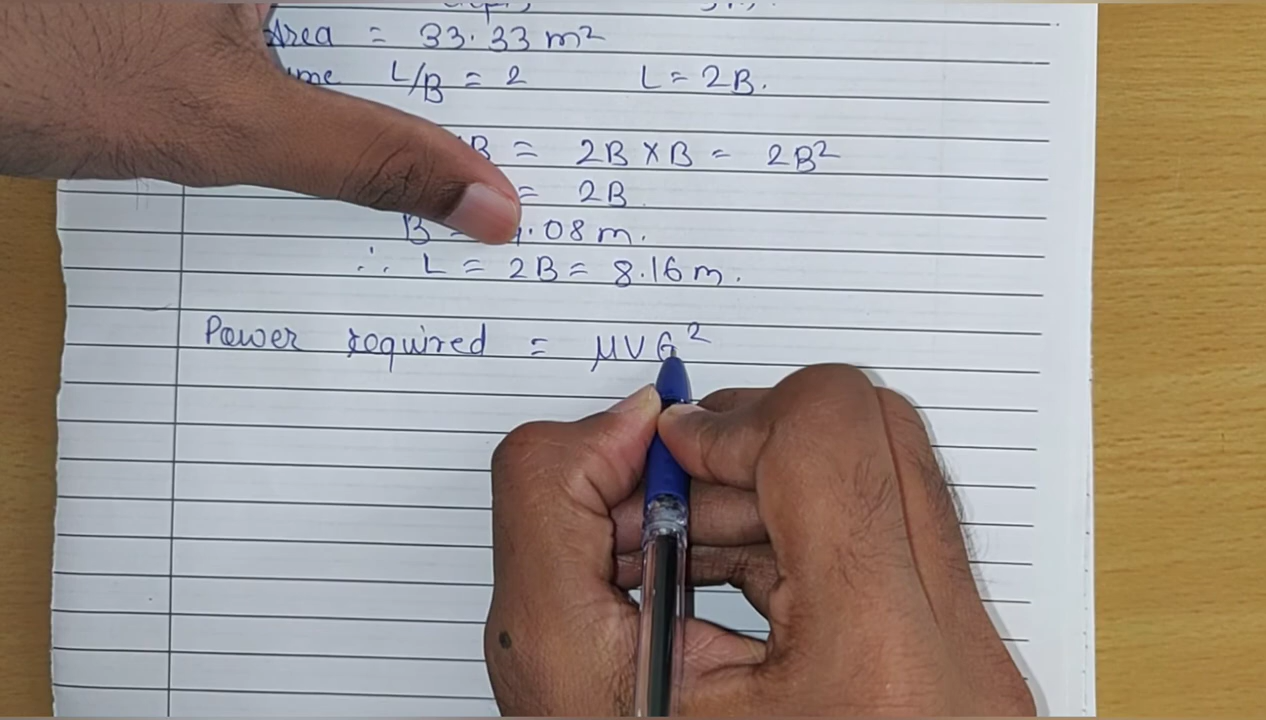 Area = 33.33 m²
L/B = 2 L = 2B.
B = 2B × B = 2B²
= 2B
B = .08 m.
∴ L = 2B = 8.16 m.
Power required = μVG²